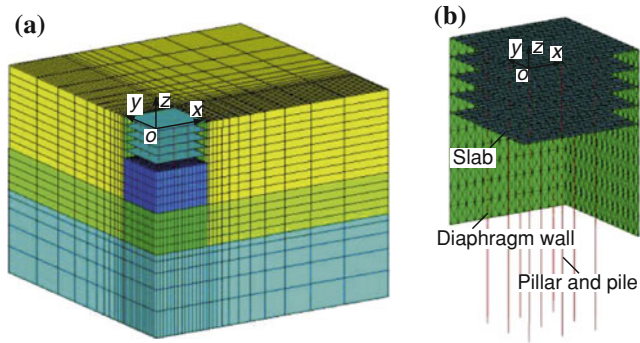 (a)
z
y
x
o
(b)
y z x
o
Slab
Diaphragm wall
Pillar and pile